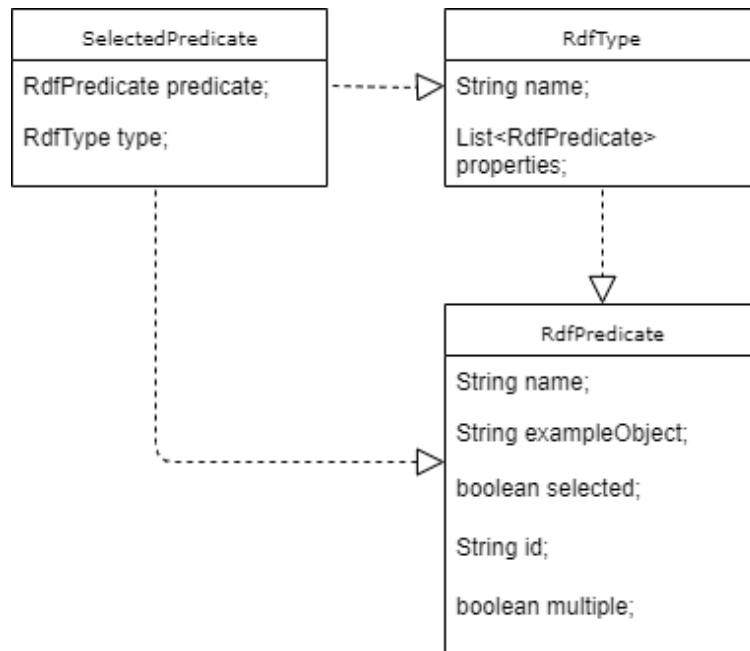 SelectedPredicate
RdfPredicate predicate;
RdfType type;
RdfType
String name;
List<RdfPredicate>
properties;
RdfPredicate
String name;
String exampleObject;
boolean selected;
String id;
boolean multiple;